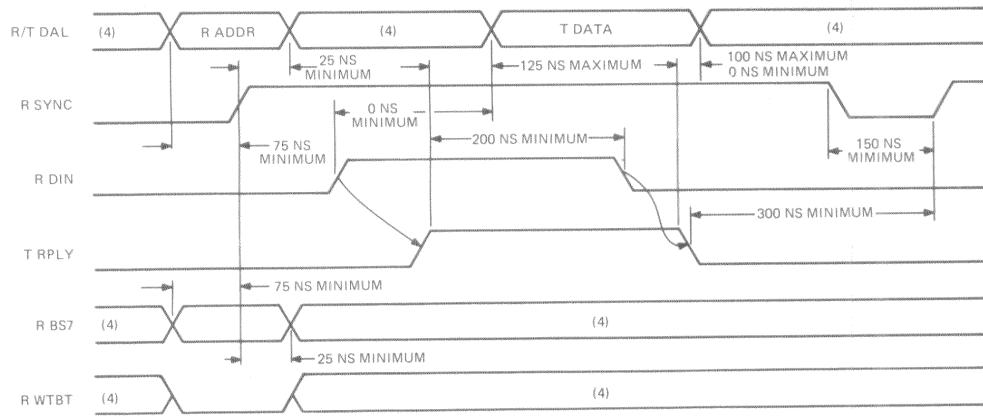 R/T DAL (4) R ADDR (4) T DATA (4)
25 NS
MINIMUM
125 NS MAXIMUM
100 NS MAXIMUM
0 NS MINIMUM
R SYNC
0 NS
MINIMUM
75 NS
MINIMUM
200 NS MINIMUM
150 NS
MIMIMUM
R DIN
300 NS MINIMUM
T RPLY
75 NS MINIMUM
R BS7 (4) (4)
25 NS MINIMUM
R WTBT (4) (4)